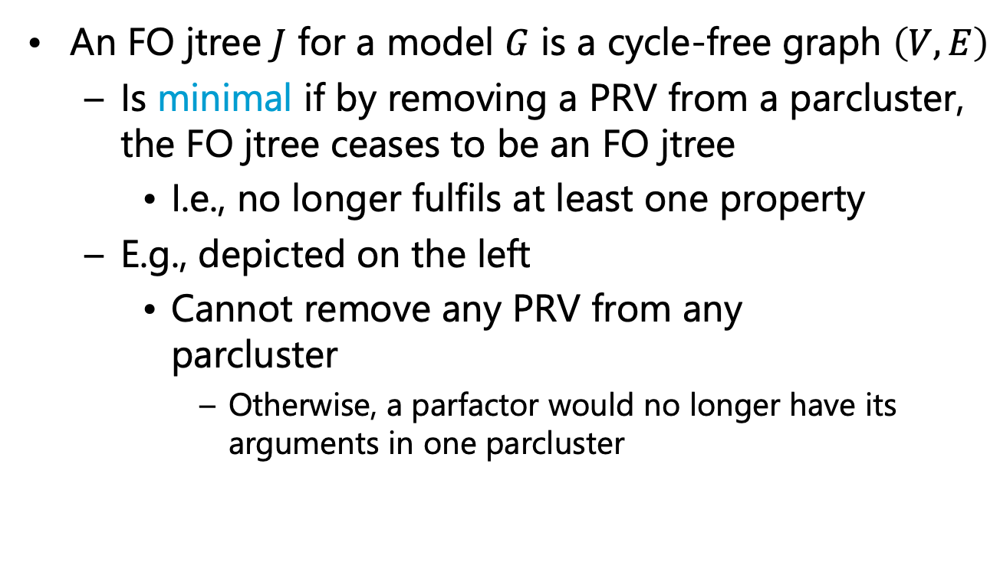 • An FO jtree J for a model G is a cycle-free graph (V, E)
– Is minimal if by removing a PRV from a parcluster,
the FO jtree ceases to be an FO jtree
• I.e., no longer fulfils at least one property
– E.g., depicted on the left
• Cannot remove any PRV from any
parcluster
– Otherwise, a parfactor would no longer have its
arguments in one parcluster